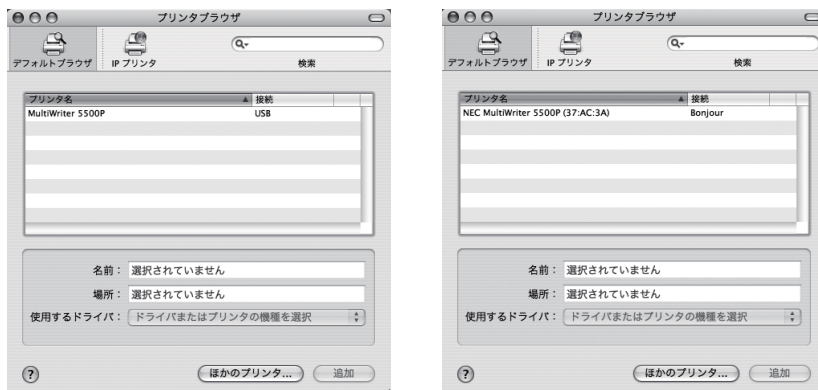 プリンタブラウザ
デフォルトブラウザ
IP プリンタ
検索
プリンタ名 接続
MultiWriter 5500P USB
名前： 選択されていません
場所： 選択されていません
使用するドライバ： ドライバまたはプリンタの機種を選択
?
ほかのプリンタ...
追加
プリンタブラウザ
デフォルトブラウザ
IP プリンタ
検索
プリンタ名 接続
NEC MultiWriter 5500P (37:AC:3A) Bonjour
名前： 選択されていません
場所： 選択されていません
使用するドライバ： ドライバまたはプリンタの機種を選択
?
ほかのプリンタ...
追加